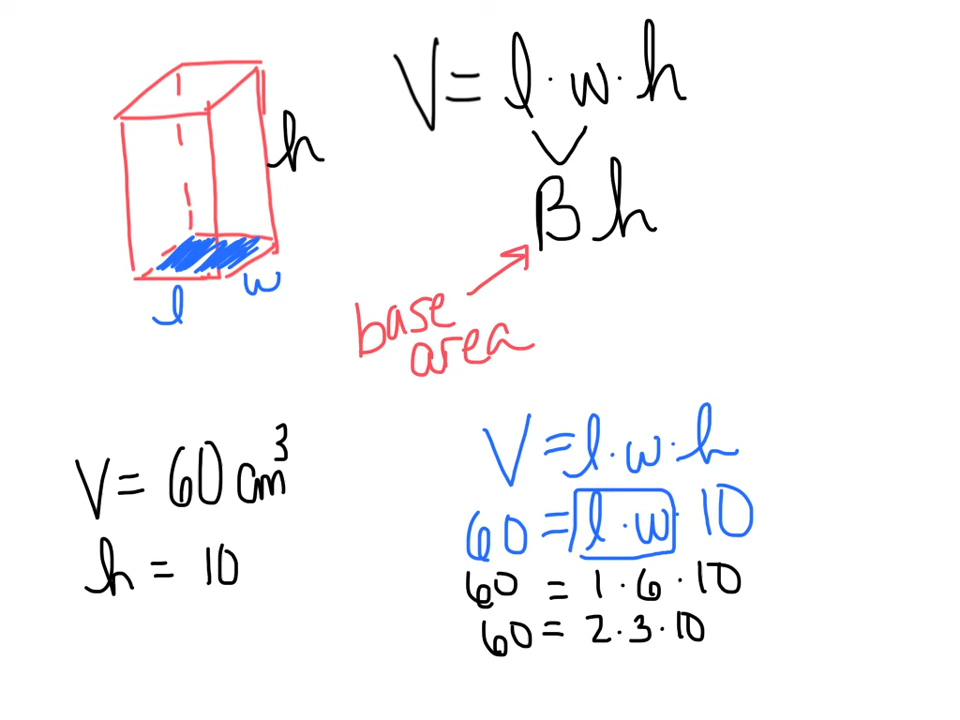 V = l · w · h
h
B h
l w
base
area
V = 60 cm³
h = 10
V = l · w · h
60 = l · w · 10
60 = 1 · 6 · 10
60 = 2 · 3 · 10